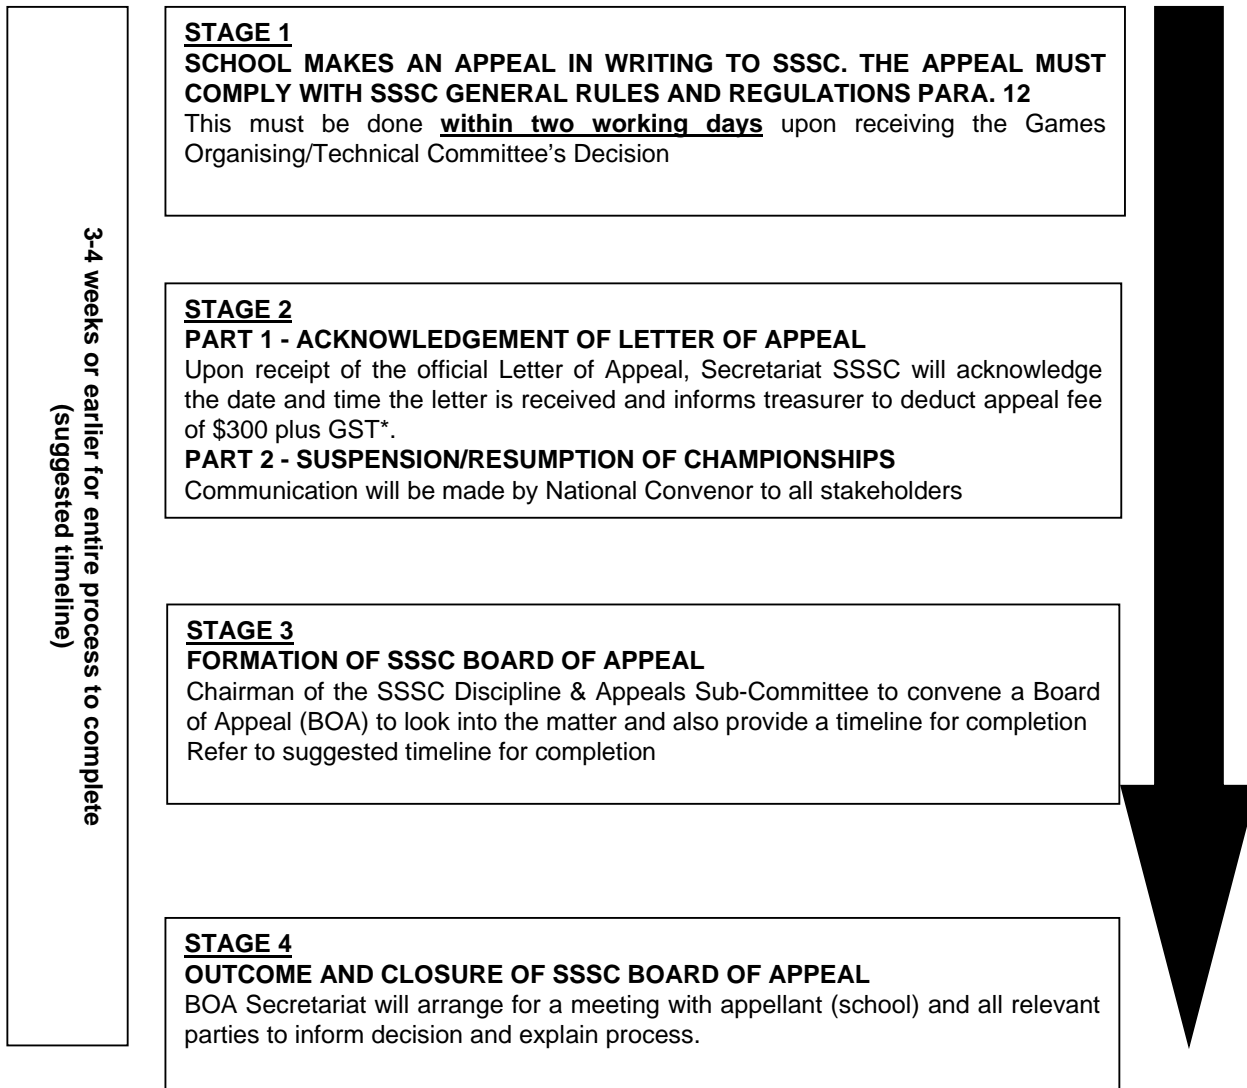 STAGE 1
SCHOOL MAKES AN APPEAL IN WRITING TO SSSC. THE APPEAL MUST
COMPLY WITH SSSC GENERAL RULES AND REGULATIONS PARA. 12
This must be done within two working days upon receiving the Games
Organising/Technical Committee’s Decision
3-4 weeks or earlier for entire process to complete
(suggested timeline)
STAGE 2
PART 1 - ACKNOWLEDGEMENT OF LETTER OF APPEAL
Upon receipt of the official Letter of Appeal, Secretariat SSSC will acknowledge
the date and time the letter is received and informs treasurer to deduct appeal fee
of $300 plus GST*.
PART 2 - SUSPENSION/RESUMPTION OF CHAMPIONSHIPS
Communication will be made by National Convenor to all stakeholders
STAGE 3
FORMATION OF SSSC BOARD OF APPEAL
Chairman of the SSSC Discipline & Appeals Sub-Committee to convene a Board
of Appeal (BOA) to look into the matter and also provide a timeline for completion
Refer to suggested timeline for completion
STAGE 4
OUTCOME AND CLOSURE OF SSSC BOARD OF APPEAL
BOA Secretariat will arrange for a meeting with appellant (school) and all relevant
parties to inform decision and explain process.